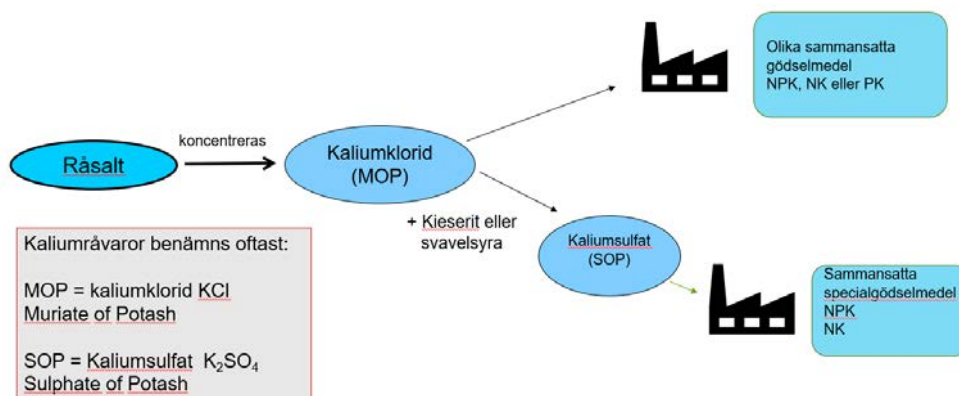 Olika sammansatta
gödselmedel
NPK, NK eller PK
koncentreras
Råsalt
Kaliumklorid
(MOP)
+ Kieserit eller
svavelsyra
Kaliumsulfat
(SOP)
Sammansatta
specialgödselmedel
NPK
NK
Kaliumråvaror benämns oftast:
MOP = kaliumklorid KCl
Muriate of Potash
SOP = Kaliumsulfat K₂SO₄
Sulphate of Potash